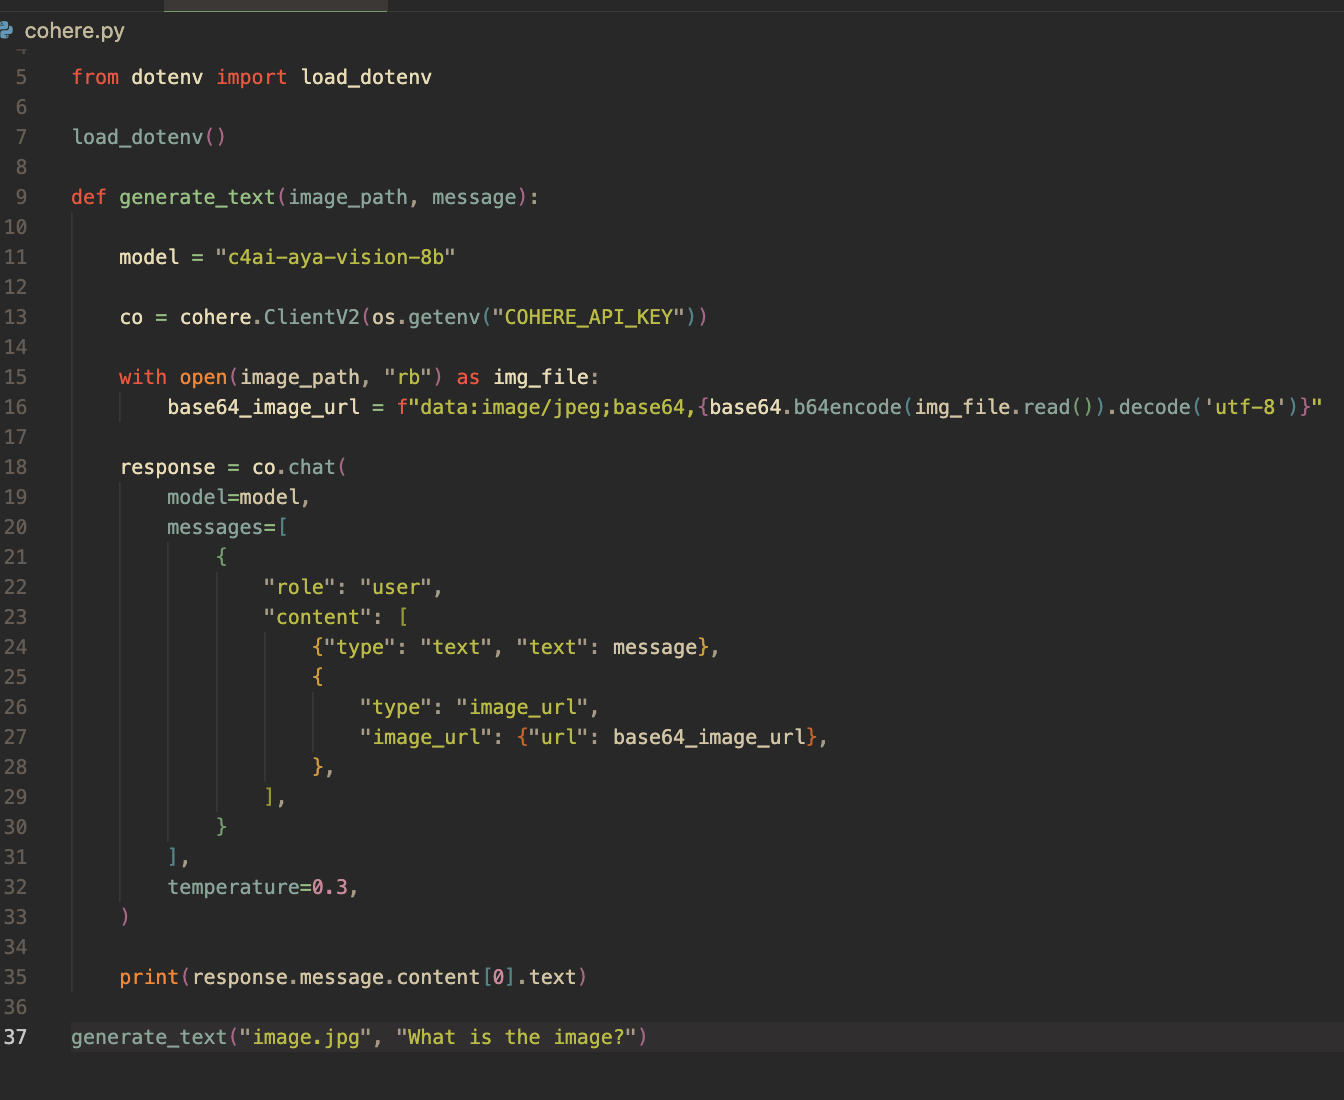 cohere.py
5 from dotenv import load_dotenv
6
7 load_dotenv()
8
9 def generate_text(image_path, message):
10
11     model = "c4ai-aya-vision-8b"
12
13     co = cohere.ClientV2(os.getenv("COHERE_API_KEY"))
14
15     with open(image_path, "rb") as img_file:
16         base64_image_url = f"data:image/jpeg;base64,{base64.b64encode(img_file.read()).decode('utf-8')}"
17
18     response = co.chat(
19         model=model,
20         messages=[
21             {
22                 "role": "user",
23                 "content": [
24                     {"type": "text", "text": message},
25                     {
26                         "type": "image_url",
27                         "image_url": {"url": base64_image_url},
28                     },
29                 ],
30             }
31         ],
32         temperature=0.3,
33     )
34
35     print(response.message.content[0].text)
36
37 generate_text("image.jpg", "What is the image?")